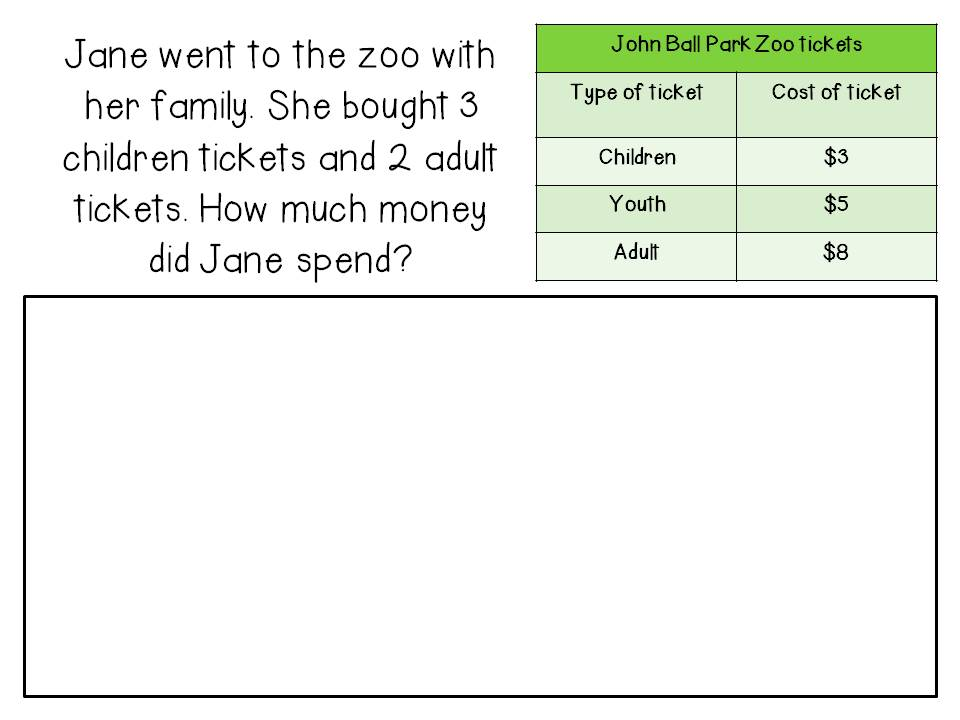 Jane went to the zoo with
her family. She bought 3
children tickets and 2 adult
tickets. How much money
did Jane spend?
John Ball Park Zoo tickets
Type of ticket Cost of ticket
Children $3
Youth $5
Adult $8